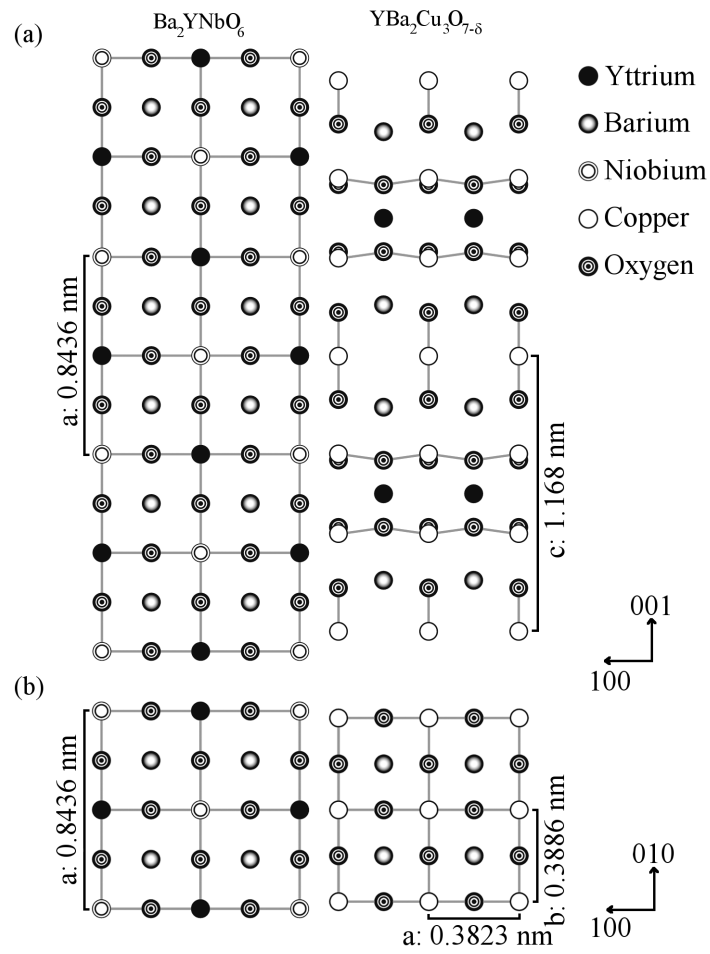 (a)
Ba₂YNbO₆
YBa₂Cu₃O₇₋δ
Yttrium
Barium
Niobium
Copper
Oxygen
a: 0.8436 nm
c: 1.168 nm
001
100
(b)
a: 0.8436 nm
b: 0.3886 nm
a: 0.3823 nm
010
100